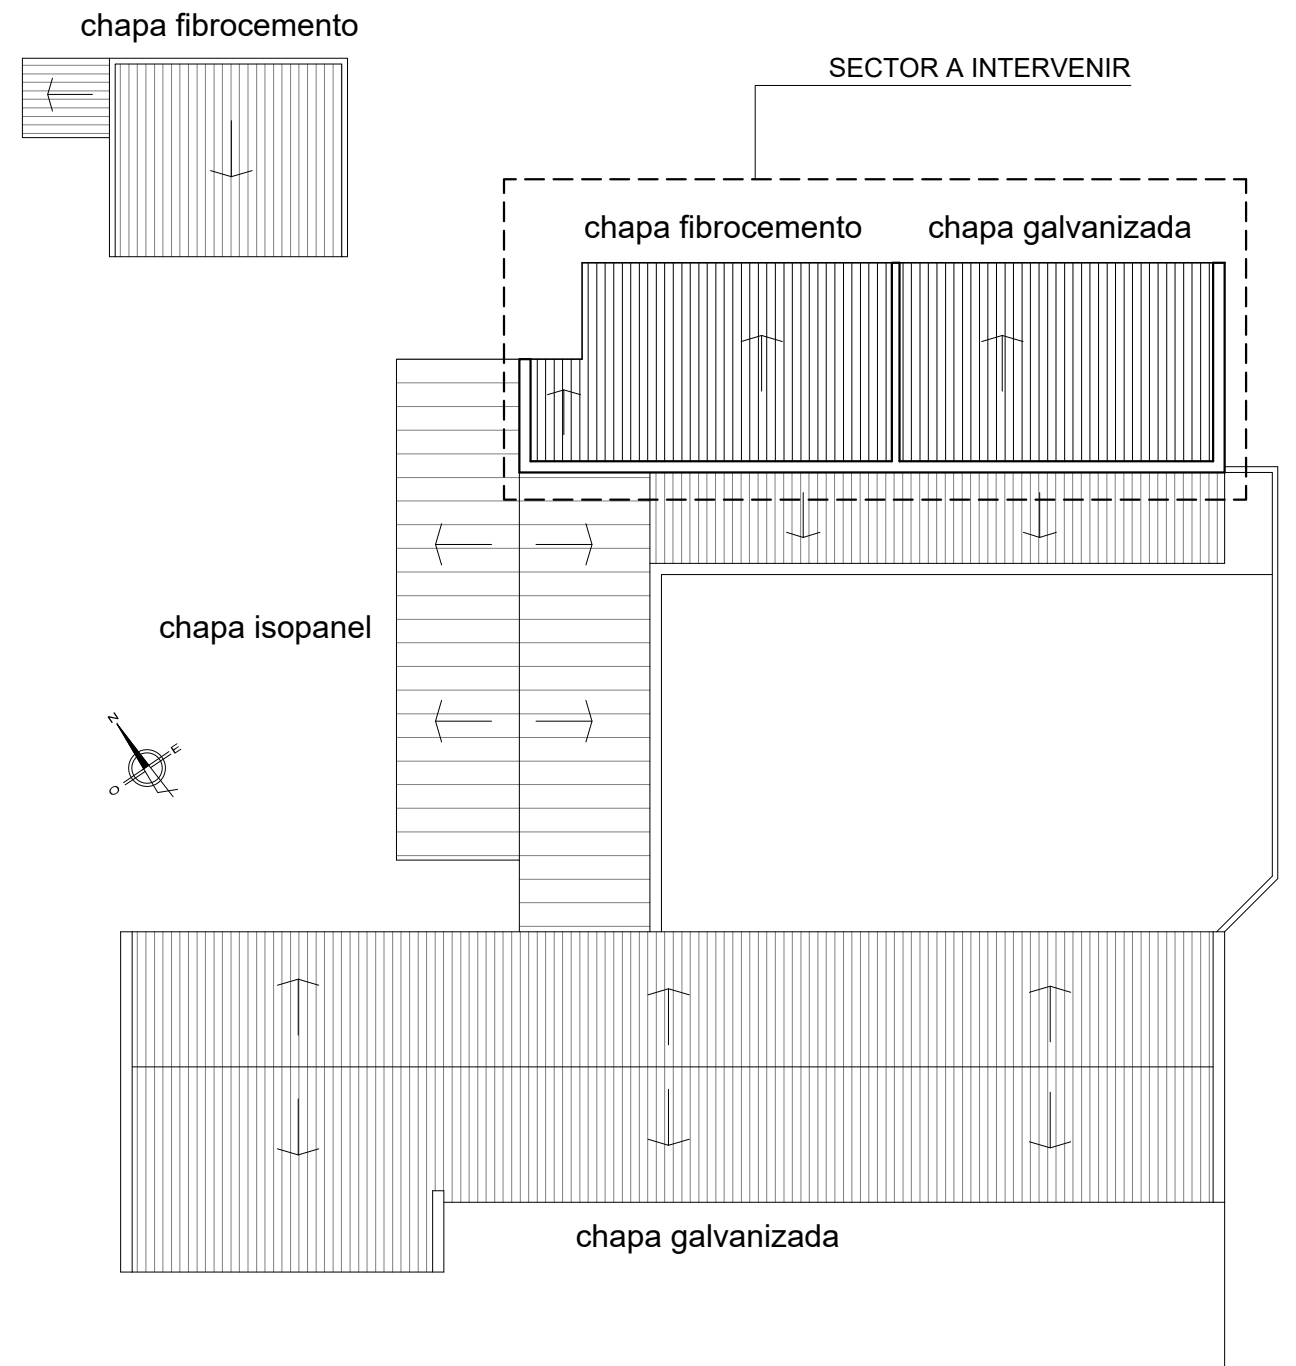 chapa fibrocemento
SECTOR A INTERVENIR
chapa fibrocemento
chapa galvanizada
chapa isopanel
N
E
O
chapa galvanizada